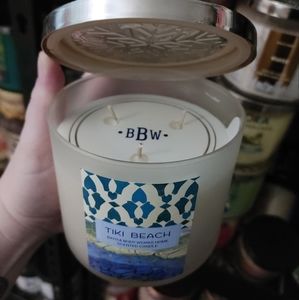 ·BBW·
TIKI BEACH
BATH & BODY WORKS HOME
SCENTED CANDLE